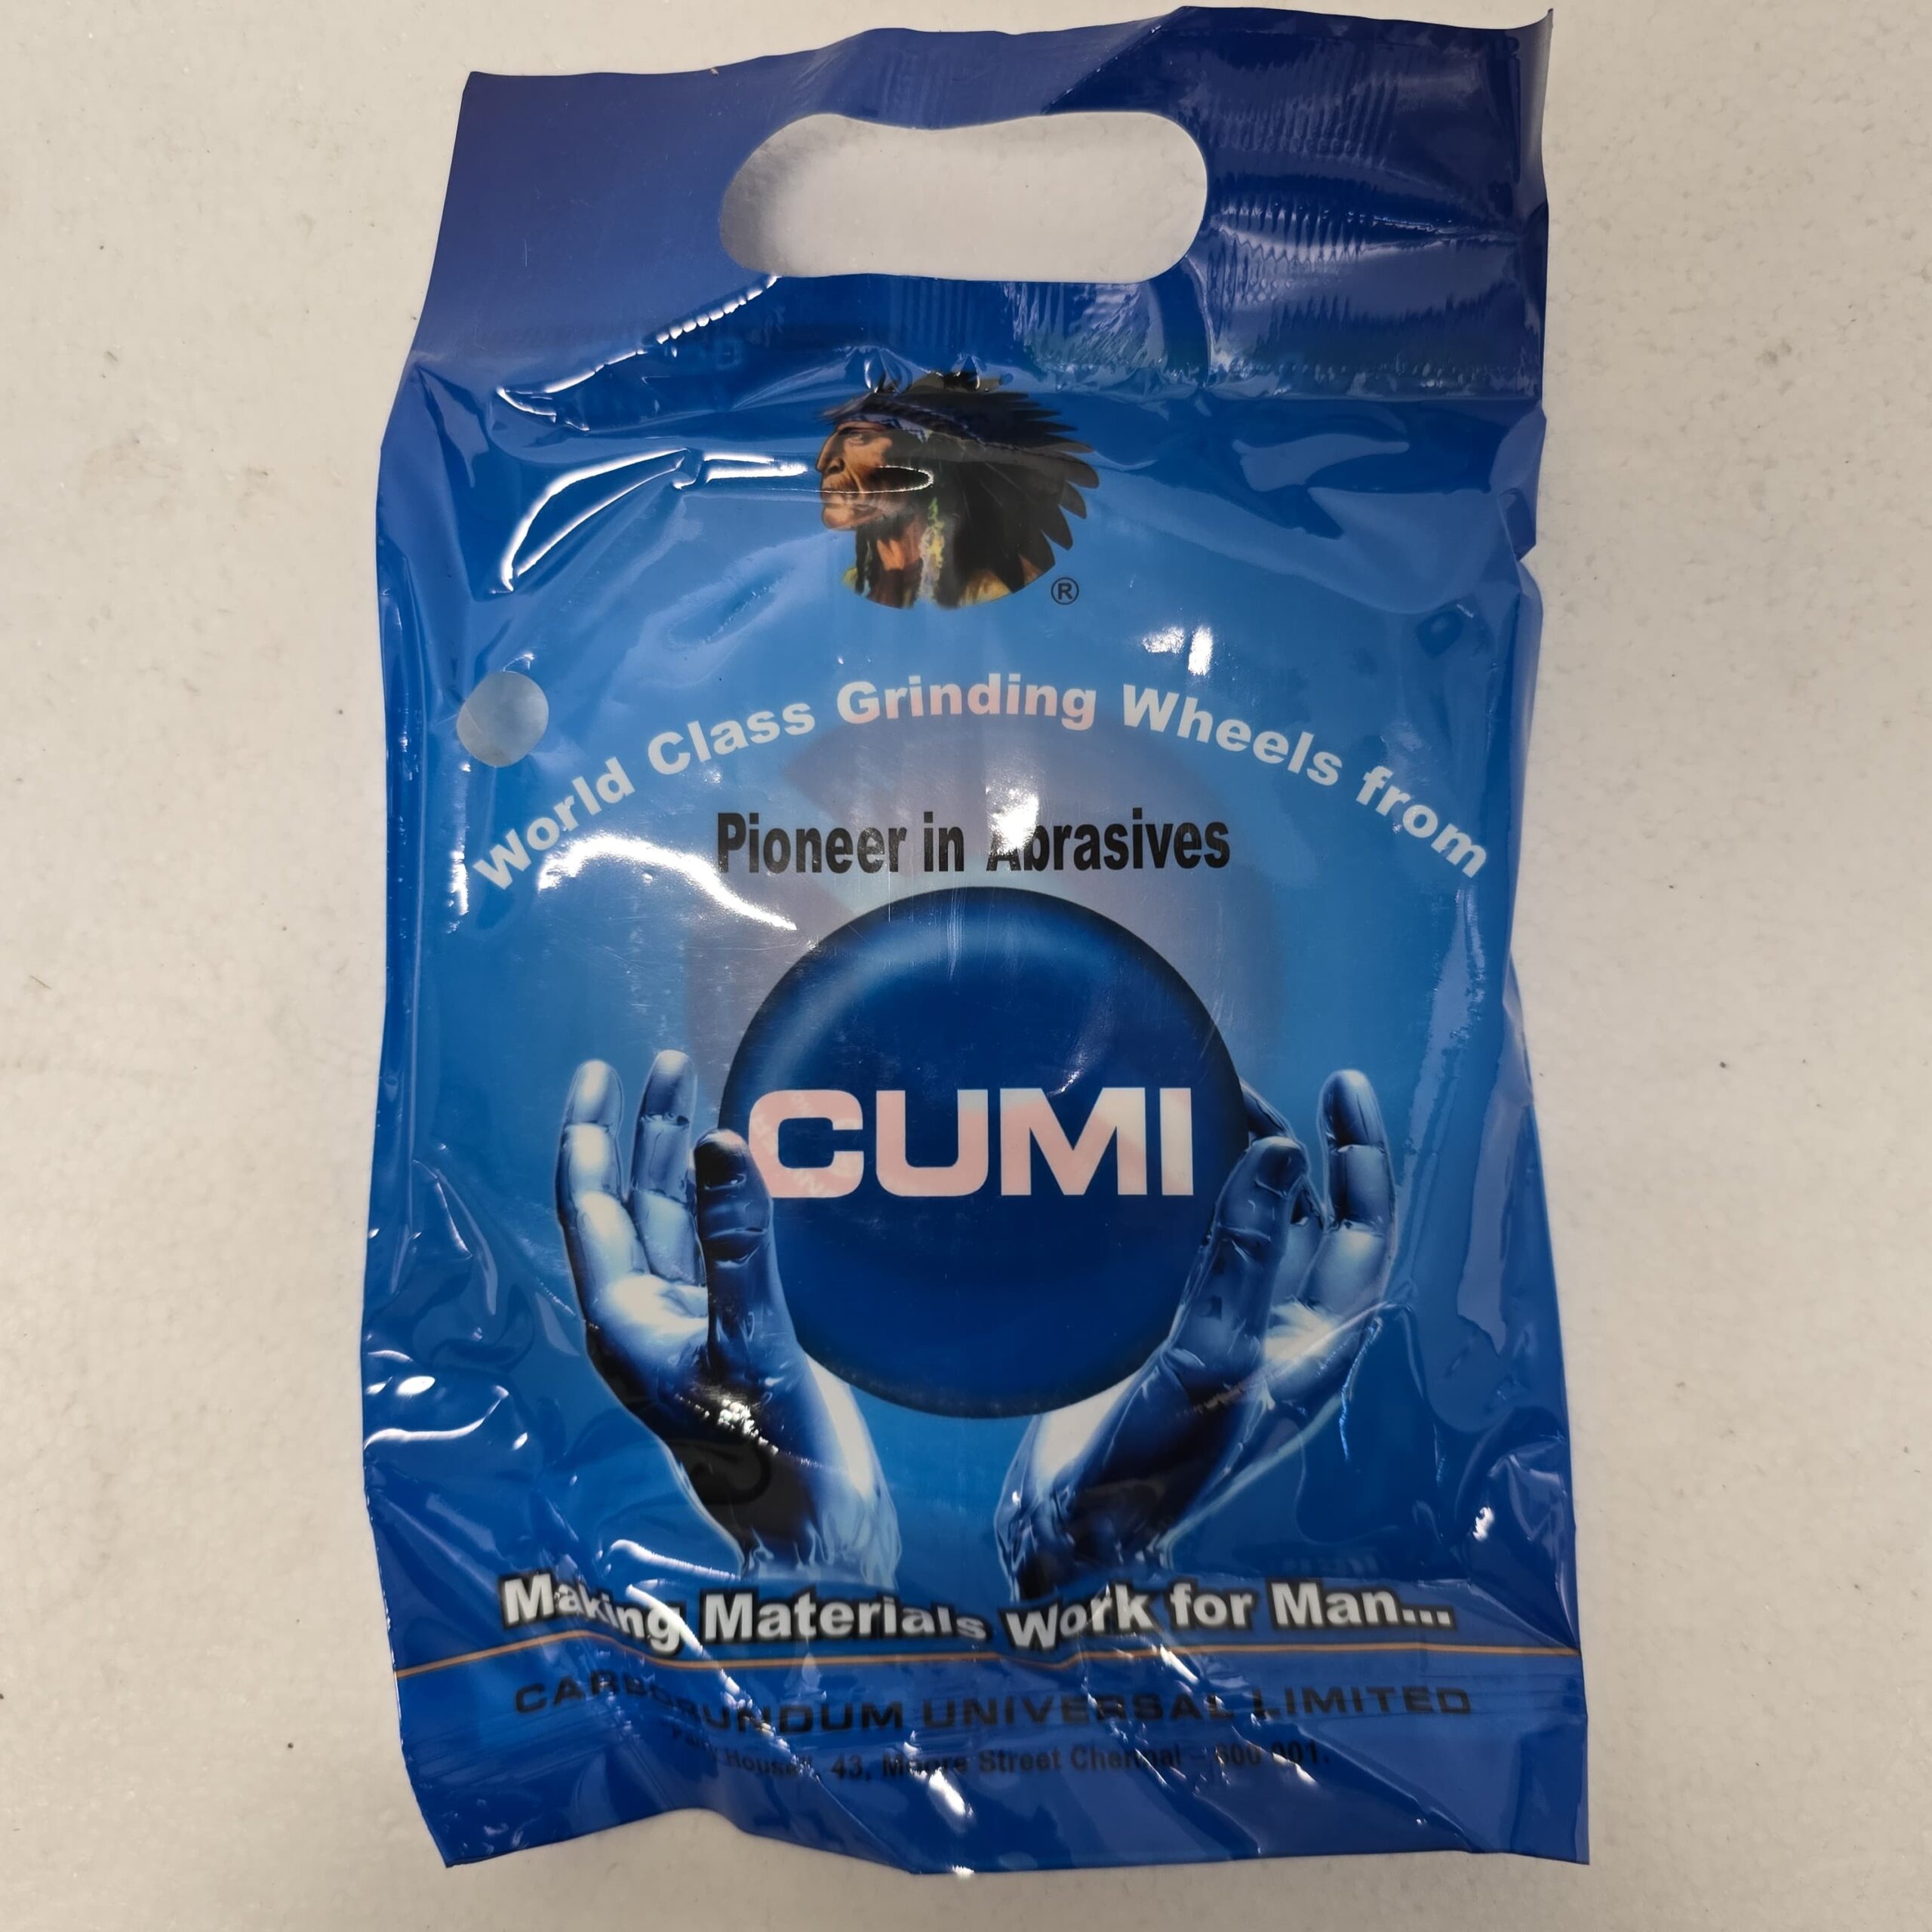 ®
World Class Grinding Wheels from
Pioneer in Abrasives
CUMI
Making Materials Work for Man...
CARBORUNDUM UNIVERSAL LIMITED
House", 43, Moore Street Chennai - 600 001.